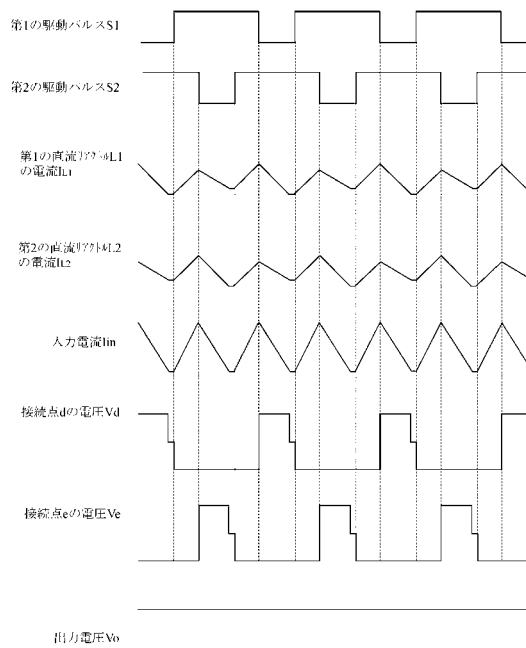 第1の駆動パルスS1
第2の駆動パルスS2
第1の直流リアクトルL1
の電流IL1
第2の直流リアクトルL2
の電流IL2
入力電流Iin
接続点dの電圧Vd
接続点eの電圧Ve
出力電圧Vo